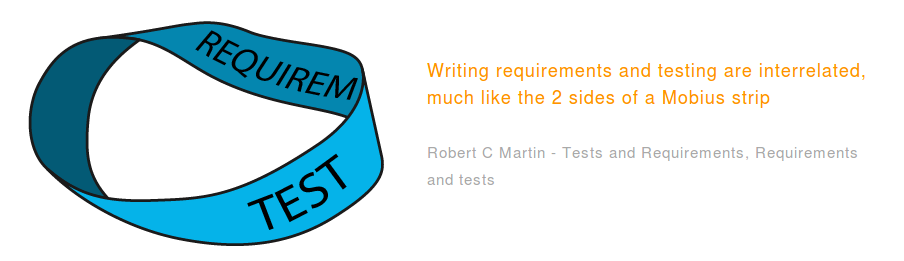 REQUIREM
TEST
Writing requirements and testing are interrelated,
much like the 2 sides of a Mobius strip
Robert C Martin - Tests and Requirements, Requirements
and tests